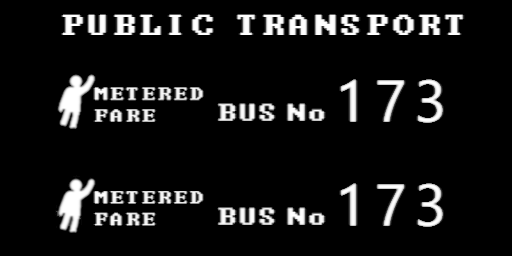 PUBLIC TRANSPORT
METERED
FARE
BUS No 173
METERED
FARE
BUS No 173